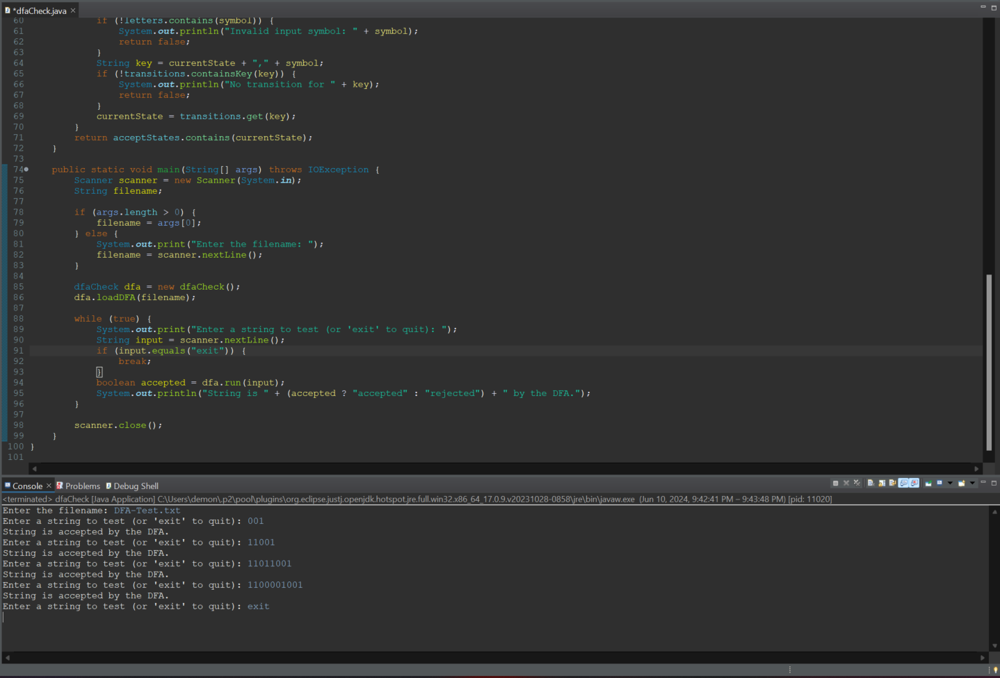 *dfaCheck.java ×
60 if (!letters.contains(symbol)) {
61 System.out.println("Invalid input symbol: " + symbol);
62 return false;
63 }
64 String key = currentState + "," + symbol;
65 if (!transitions.containsKey(key)) {
66 System.out.println("No transition for " + key);
67 return false;
68 }
69 currentState = transitions.get(key);
70 }
71 return acceptStates.contains(currentState);
72 }
73
74 public static void main(String[] args) throws IOException {
75 Scanner scanner = new Scanner(System.in);
76 String filename;
77
78 if (args.length > 0) {
79 filename = args[0];
80 } else {
81 System.out.print("Enter the filename: ");
82 filename = scanner.nextLine();
83 }
84
85 dfaCheck dfa = new dfaCheck();
86 dfa.loadDFA(filename);
87
88 while (true) {
89 System.out.print("Enter a string to test (or 'exit' to quit): ");
90 String input = scanner.nextLine();
91 if (input.equals("exit")) {
92 break;
93 }
94 boolean accepted = dfa.run(input);
95 System.out.println("String is " + (accepted ? "accepted" : "rejected") + " by the DFA.");
96 }
97
98 scanner.close();
99 }
100 }
101
Console × Problems Debug Shell
<terminated> dfaCheck [Java Application] C:\Users\demon\.p2\pool\plugins\org.eclipse.justj.openjdk.hotspot.jre.full.win32.x86_64_17.0.9.v20231028-0858\jre\bin\javaw.exe (Jun 10, 2024, 9:42:41 PM – 9:43:48 PM) [pid: 11020]
Enter the filename: DFA-Test.txt
Enter a string to test (or 'exit' to quit): 001
String is accepted by the DFA.
Enter a string to test (or 'exit' to quit): 11001
String is accepted by the DFA.
Enter a string to test (or 'exit' to quit): 11011001
String is accepted by the DFA.
Enter a string to test (or 'exit' to quit): 1100001001
String is accepted by the DFA.
Enter a string to test (or 'exit' to quit): exit